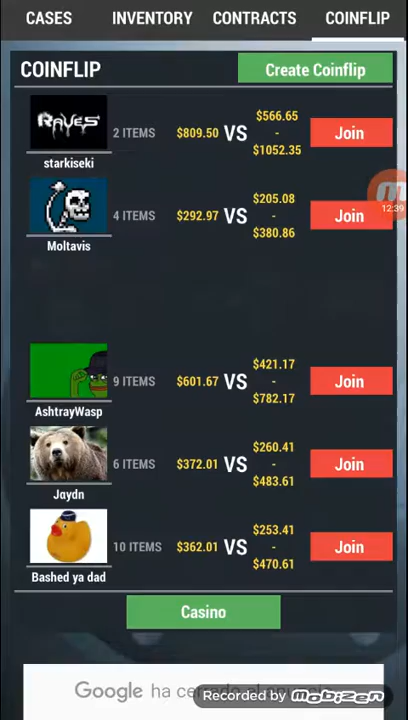 CASES INVENTORY CONTRACTS COINFLIP
COINFLIP Create Coinflip
RAVES
starkiseki
2 ITEMS $809.50 VS $566.65 - $1052.35 Join
Moltavis
4 ITEMS $292.97 VS $205.08 - $380.86 Join
12:39
AshtrayWasp
9 ITEMS $601.67 VS $421.17 - $782.17 Join
Jaydn
6 ITEMS $372.01 VS $260.41 - $483.61 Join
Bashed ya dad
10 ITEMS $362.01 VS $253.41 - $470.61 Join
Casino
Google ha
Recorded by MOBIZEN